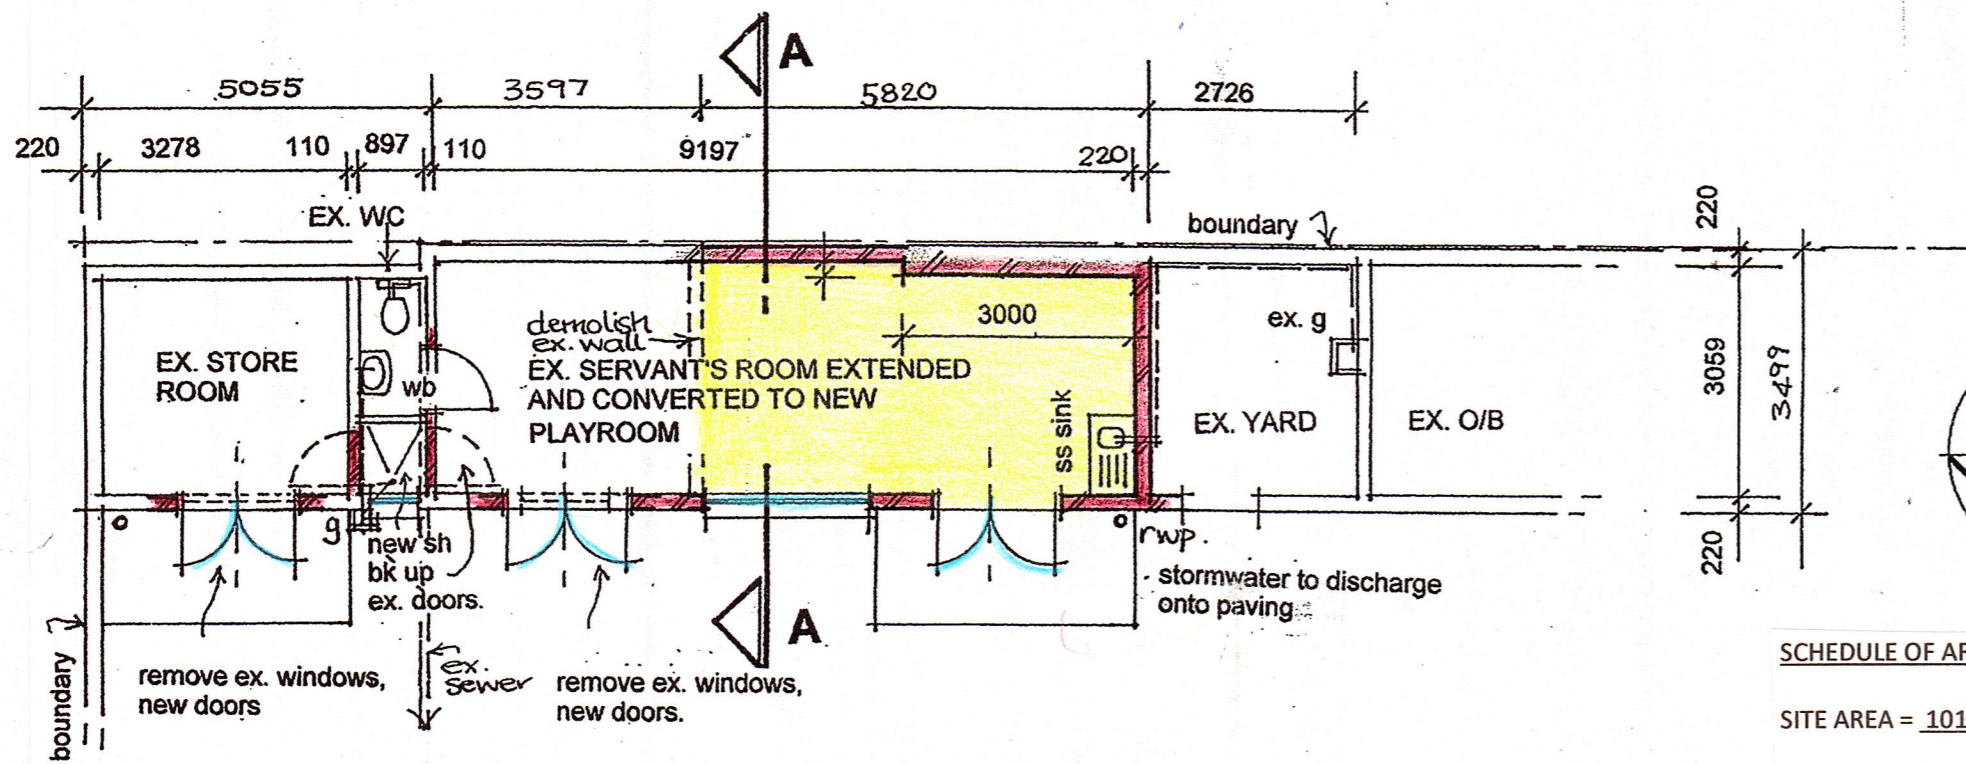 A
5055
3597
5820
2726
220
3278
110
897
110
9197
220
EX. WC
boundary
220
EX. STORE
ROOM
wb
demolish
ex. wall
EX. SERVANT'S ROOM EXTENDED
AND CONVERTED TO NEW
PLAYROOM
3000
ss sink
ex. g
EX. YARD
EX. O/B
3059
3499
220
g
new sh
bk up
ex. doors.
rwp.
stormwater to discharge
onto paving
A
boundary
remove ex. windows,
new doors
ex.
sewer
remove ex. windows,
new doors.
SCHEDULE OF AR
SITE AREA = 101